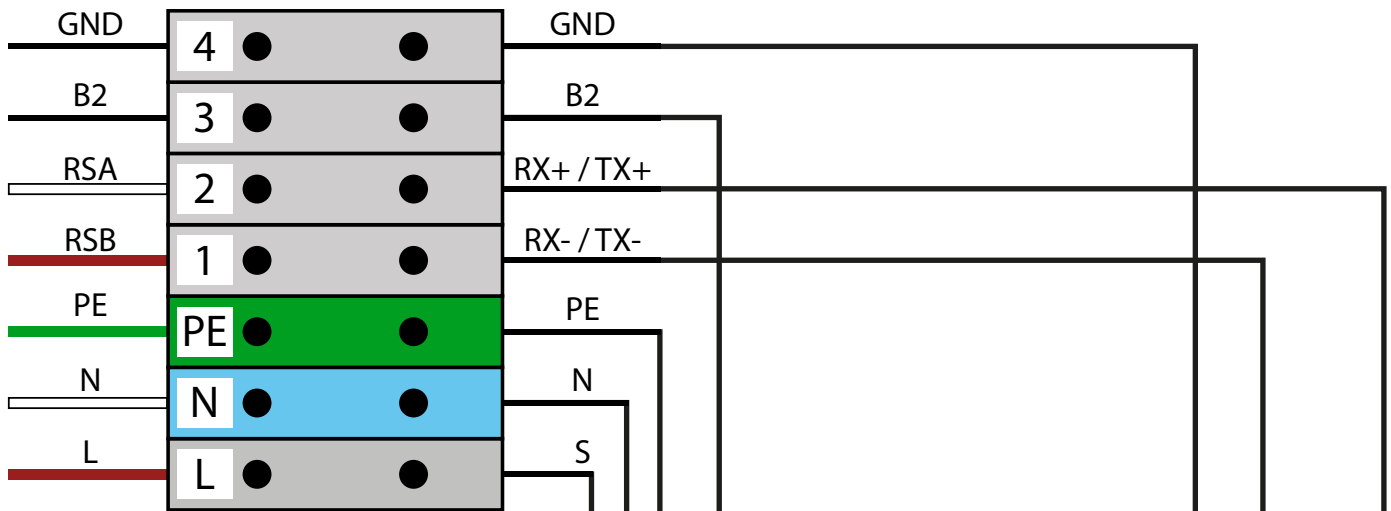 GND 4 GND
B2 3 B2
RSA 2 RX+ / TX+
RSB 1 RX- / TX-
PE PE PE
N N N
L L S